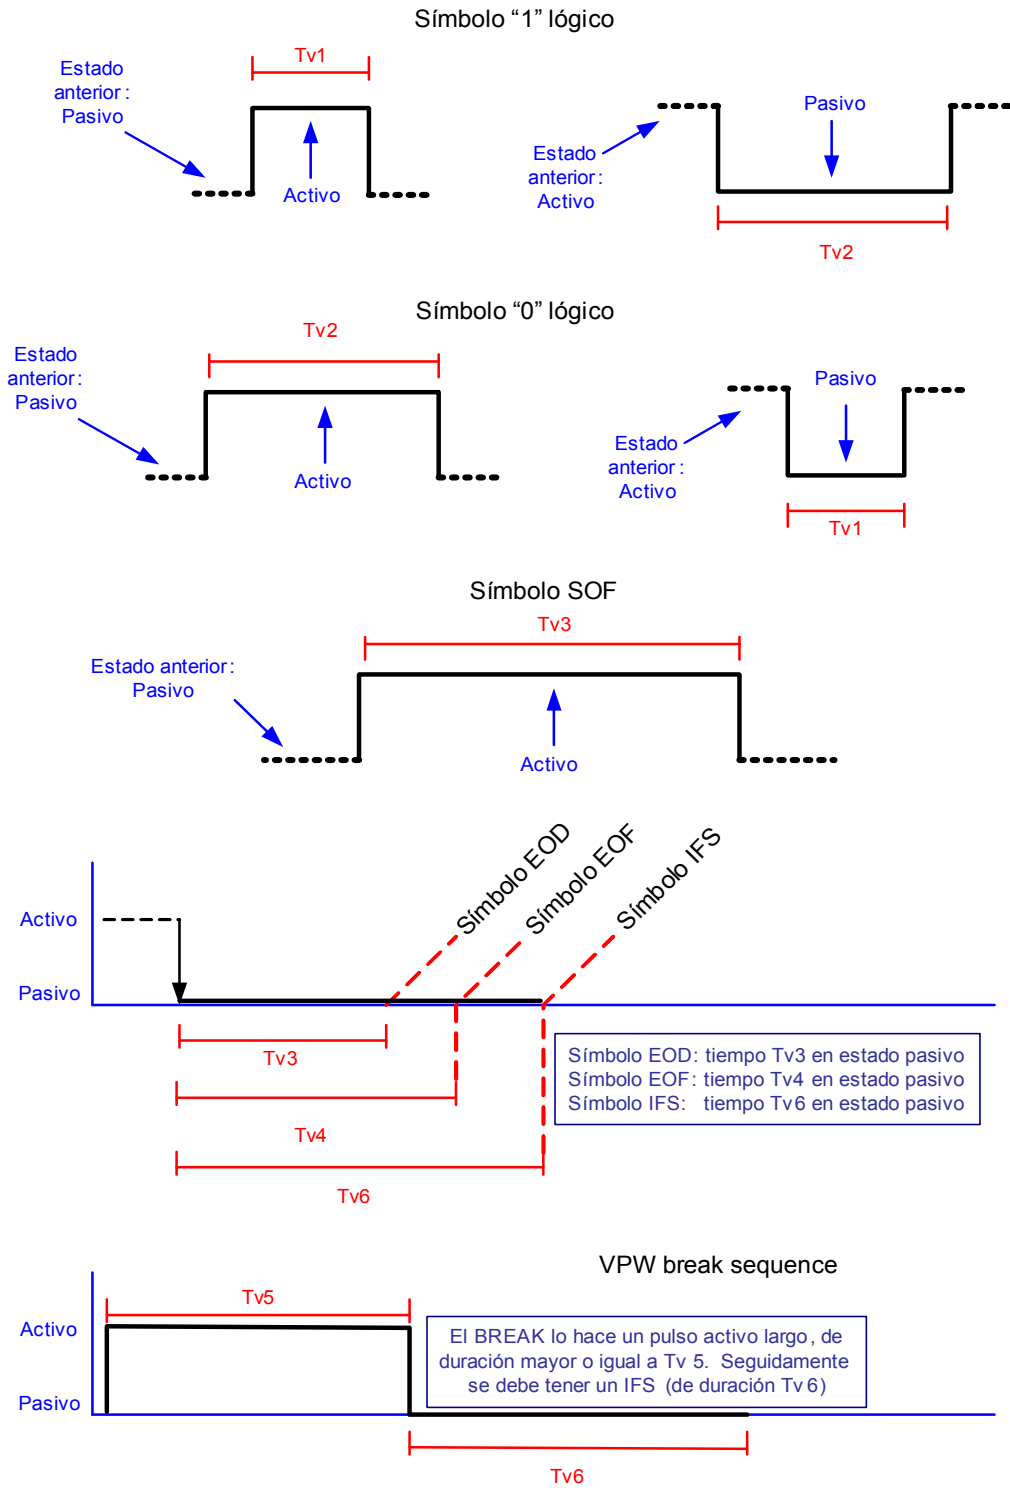 Símbolo “1” lógico
Tv1
Estado
anterior:
Pasivo
Activo
Pasivo
Estado
anterior:
Activo
Tv2
Símbolo “0” lógico
Tv2
Estado
anterior:
Pasivo
Activo
Pasivo
Estado
anterior:
Activo
Tv1
Símbolo SOF
Tv3
Estado anterior:
Pasivo
Activo
Símbolo EOD
Símbolo EOF
Símbolo IFS
Activo
Pasivo
Tv3
Tv4
Tv6
Símbolo EOD: tiempo Tv3 en estado pasivo
Símbolo EOF: tiempo Tv4 en estado pasivo
Símbolo IFS: tiempo Tv6 en estado pasivo
VPW break sequence
Tv5
Activo
Pasivo
El BREAK lo hace un pulso activo largo, de
duración mayor o igual a Tv 5. Seguidamente
se debe tener un IFS (de duración Tv 6)
Tv6